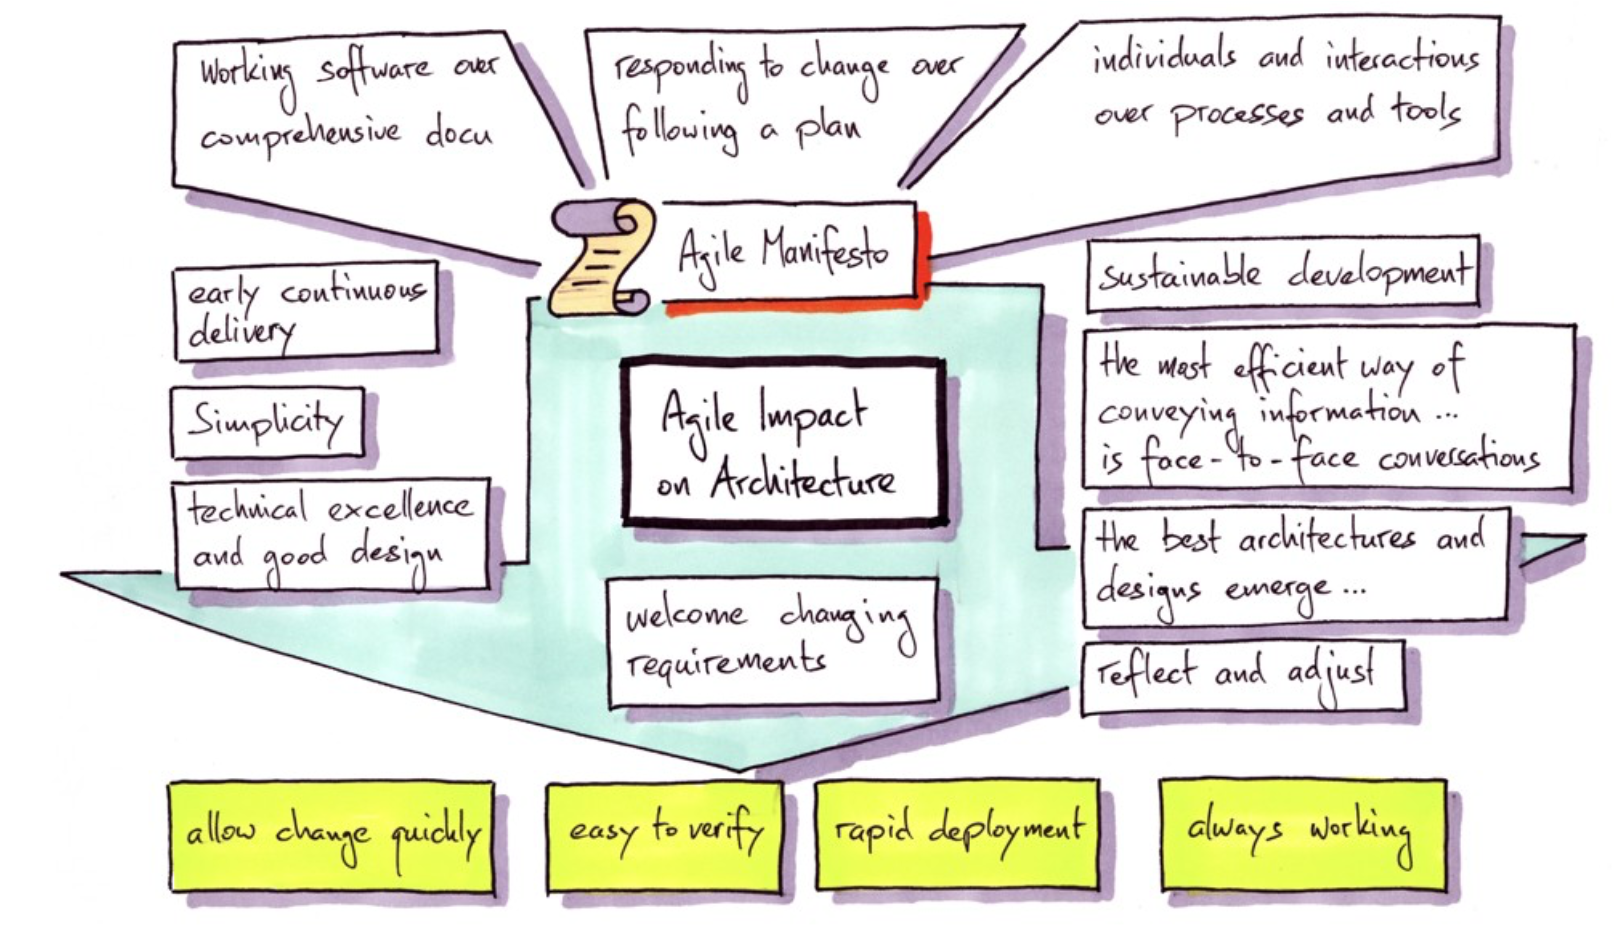 Working software over
comprehensive docu
responding to change over
following a plan
individuals and interactions
over processes and tools
Agile Manifesto
early continuous
delivery
Simplicity
technical excellence
and good design
Agile Impact
on Architecture
welcome changing
requirements
sustainable development
the most efficient way of
conveying information ...
is face-to-face conversations
the best architectures and
designs emerge ...
reflect and adjust
allow change quickly
easy to verify
rapid deployment
always working